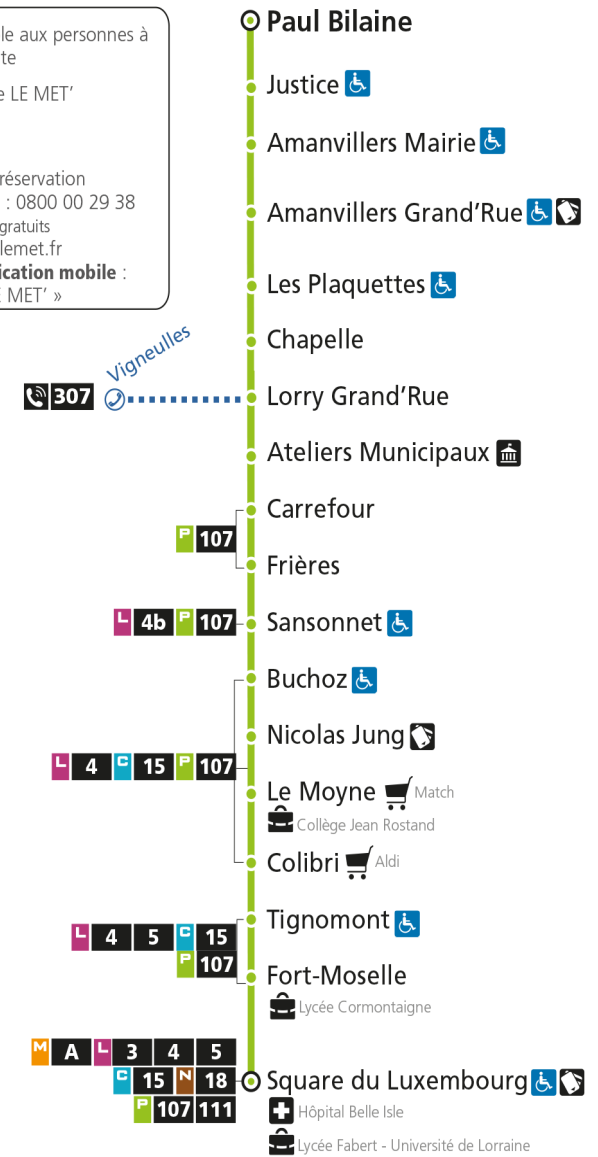 le aux personnes à
te
e LE MET'
réservation
: 0800 00 29 38
gratuits
lemet.fr
ication mobile :
E MET' »
Paul Bilaine
Justice
Amanvillers Mairie
Amanvillers Grand'Rue
Les Plaquettes
Chapelle
Vigneulles
307
Lorry Grand'Rue
Ateliers Municipaux
Carrefour
P 107
Frières
L 4b P 107
Sansonnet
Buchoz
Nicolas Jung
L 4 C 15 P 107
Le Moyne Match
Collège Jean Rostand
Colibri Aldi
Tignomont
L 4 5 C 15
P 107
Fort-Moselle
Lycée Cormontaigne
M A L 3 4 5
C 15 N 18
P 107 111
Square du Luxembourg
Hôpital Belle Isle
Lycée Fabert - Université de Lorraine